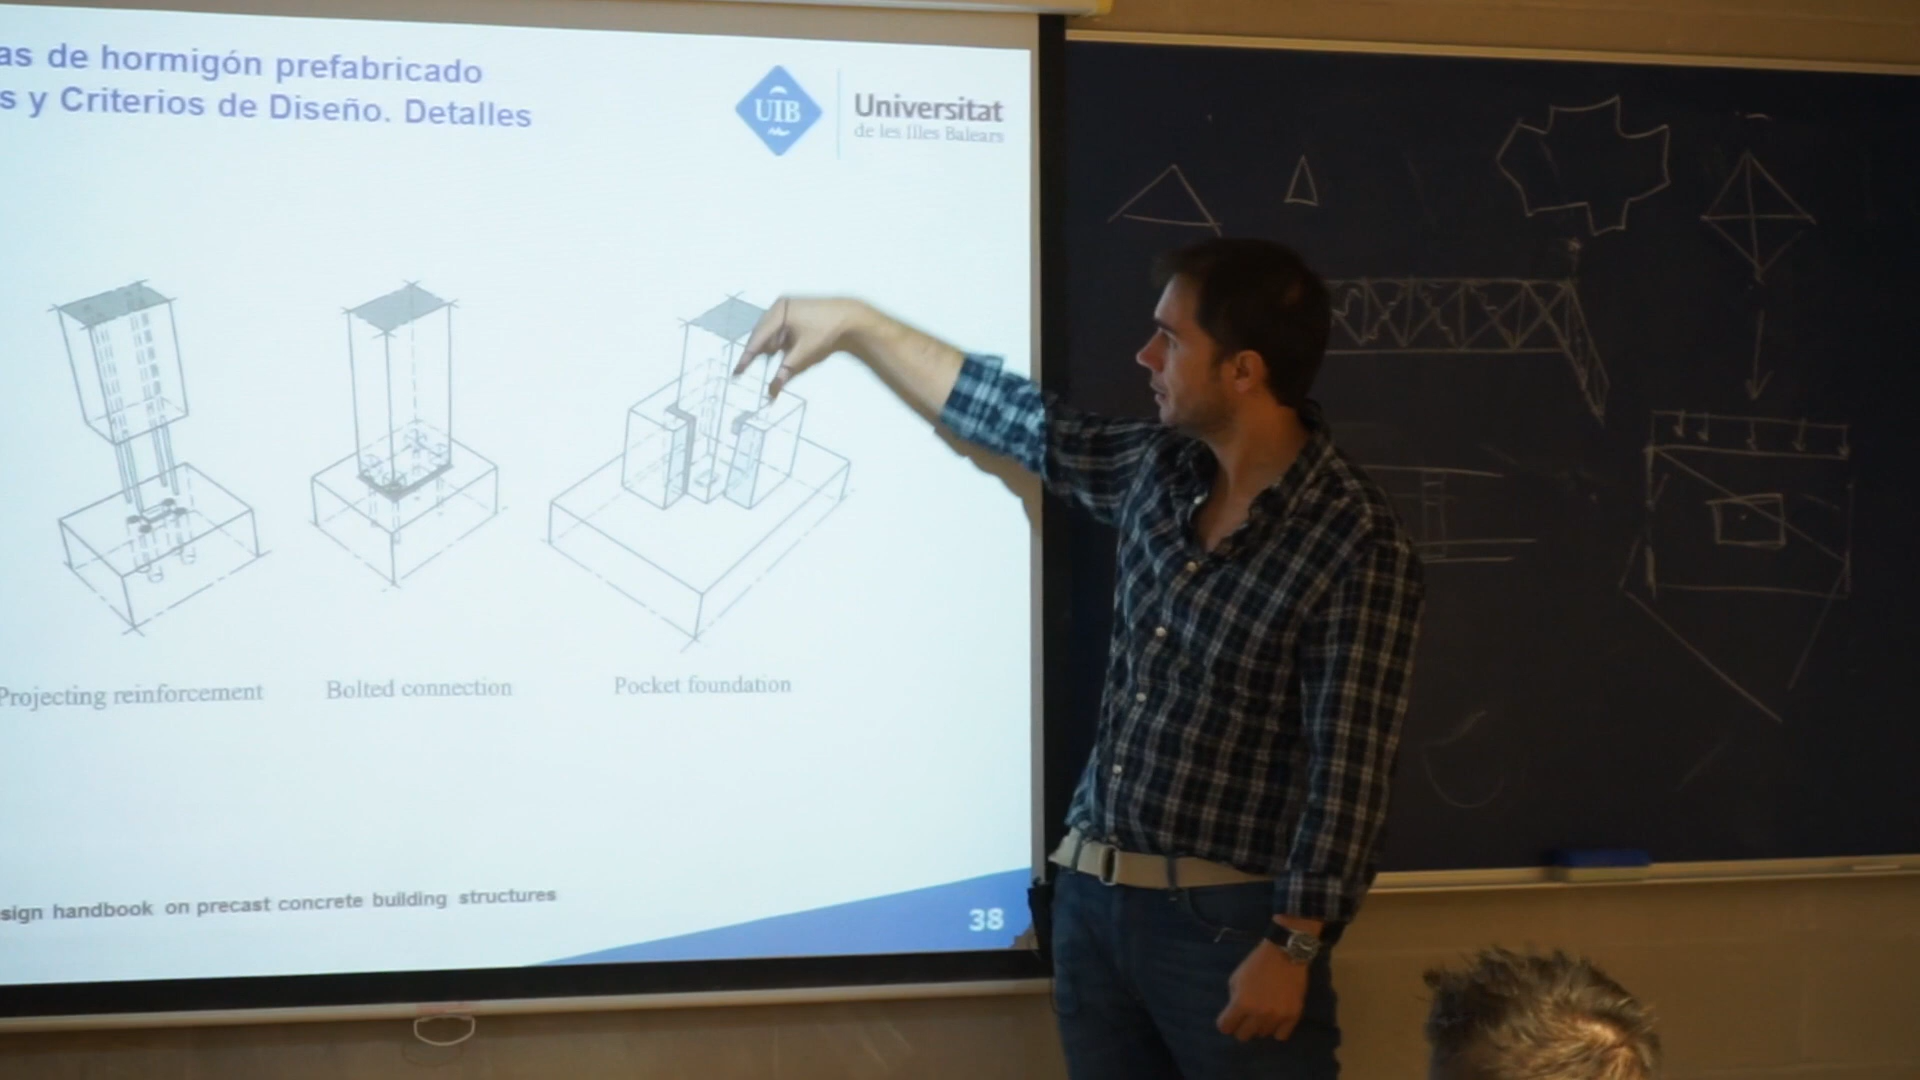 as de hormigón prefabricado
s y Criterios de Diseño. Detalles
UIB
Universitat
de les Illes Balears
Projecting reinforcement
Bolted connection
Pocket foundation
sign handbook on precast concrete building structures
38